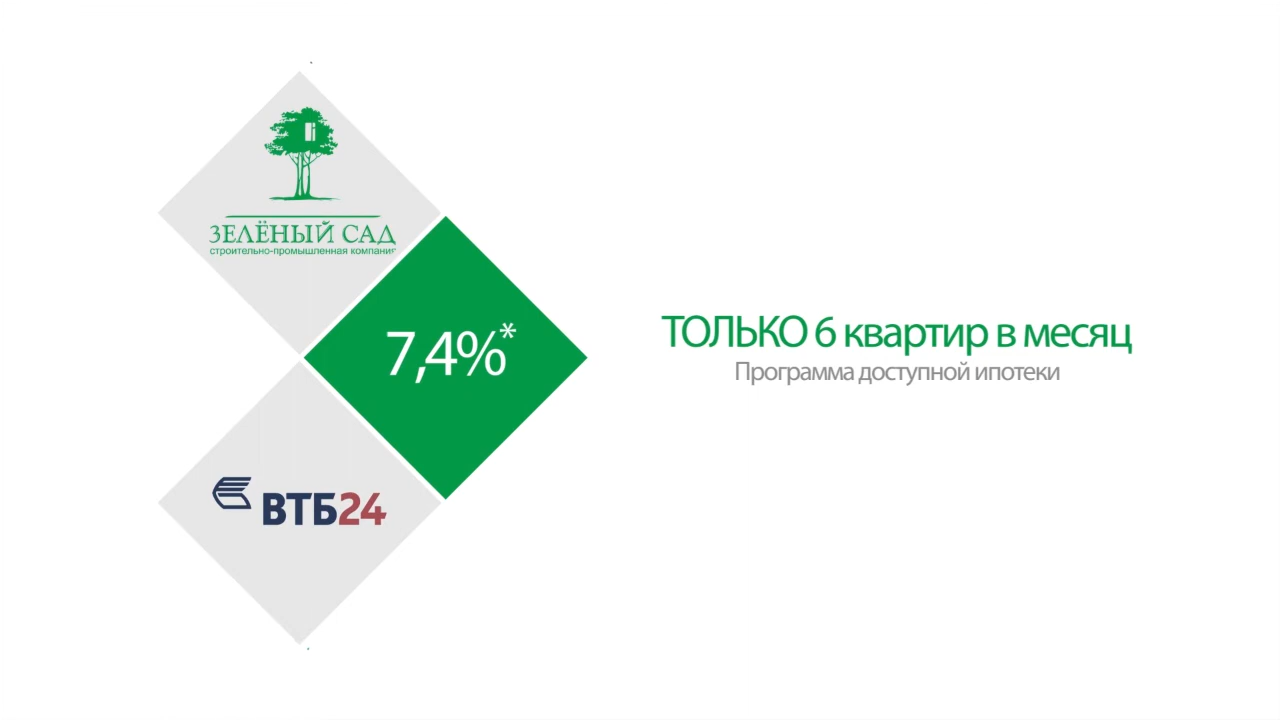 ЗЕЛЁНЫЙ САД
строительно-промышленная компания
7,4%*
ТОЛЬКО 6 квартир в месяц
Программа доступной ипотеки
ВТБ24